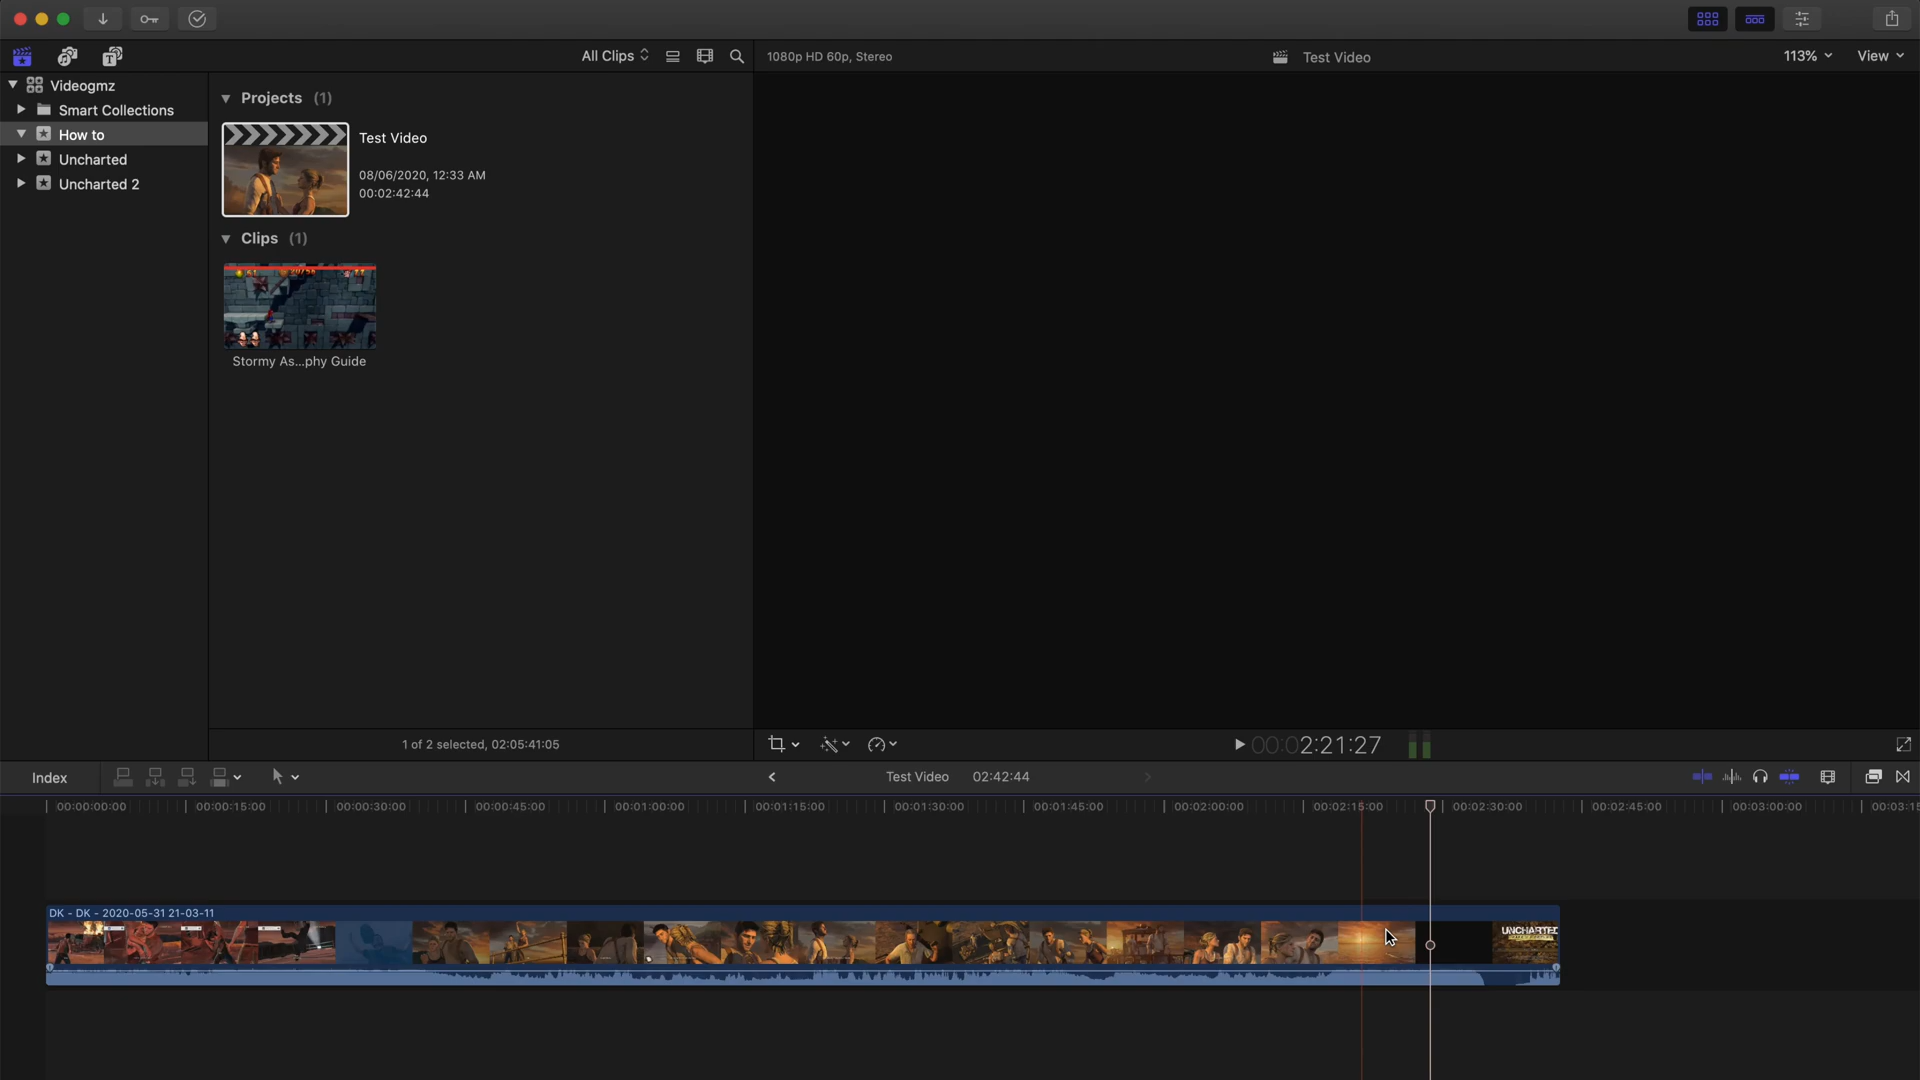 All Clips
1080p HD 60p, Stereo
Test Video
113%
View
Videogmz
Smart Collections
How to
Uncharted
Uncharted 2
Projects (1)
Test Video
08/06/2020, 12:33 AM
00:02:42:44
Clips (1)
Stormy As...phy Guide
1 of 2 selected, 02:05:41:05
00:02:21:27
Index
Test Video 02:42:44
00:00:00:00 00:00:15:00 00:00:30:00 00:00:45:00 00:01:00:00 00:01:15:00 00:01:30:00 00:01:45:00 00:02:00:00 00:02:15:00 00:02:30:00 00:02:45:00 00:03:00:00 00:03:15
DK - DK - 2020-05-31 21-03-11
UNCHARTED